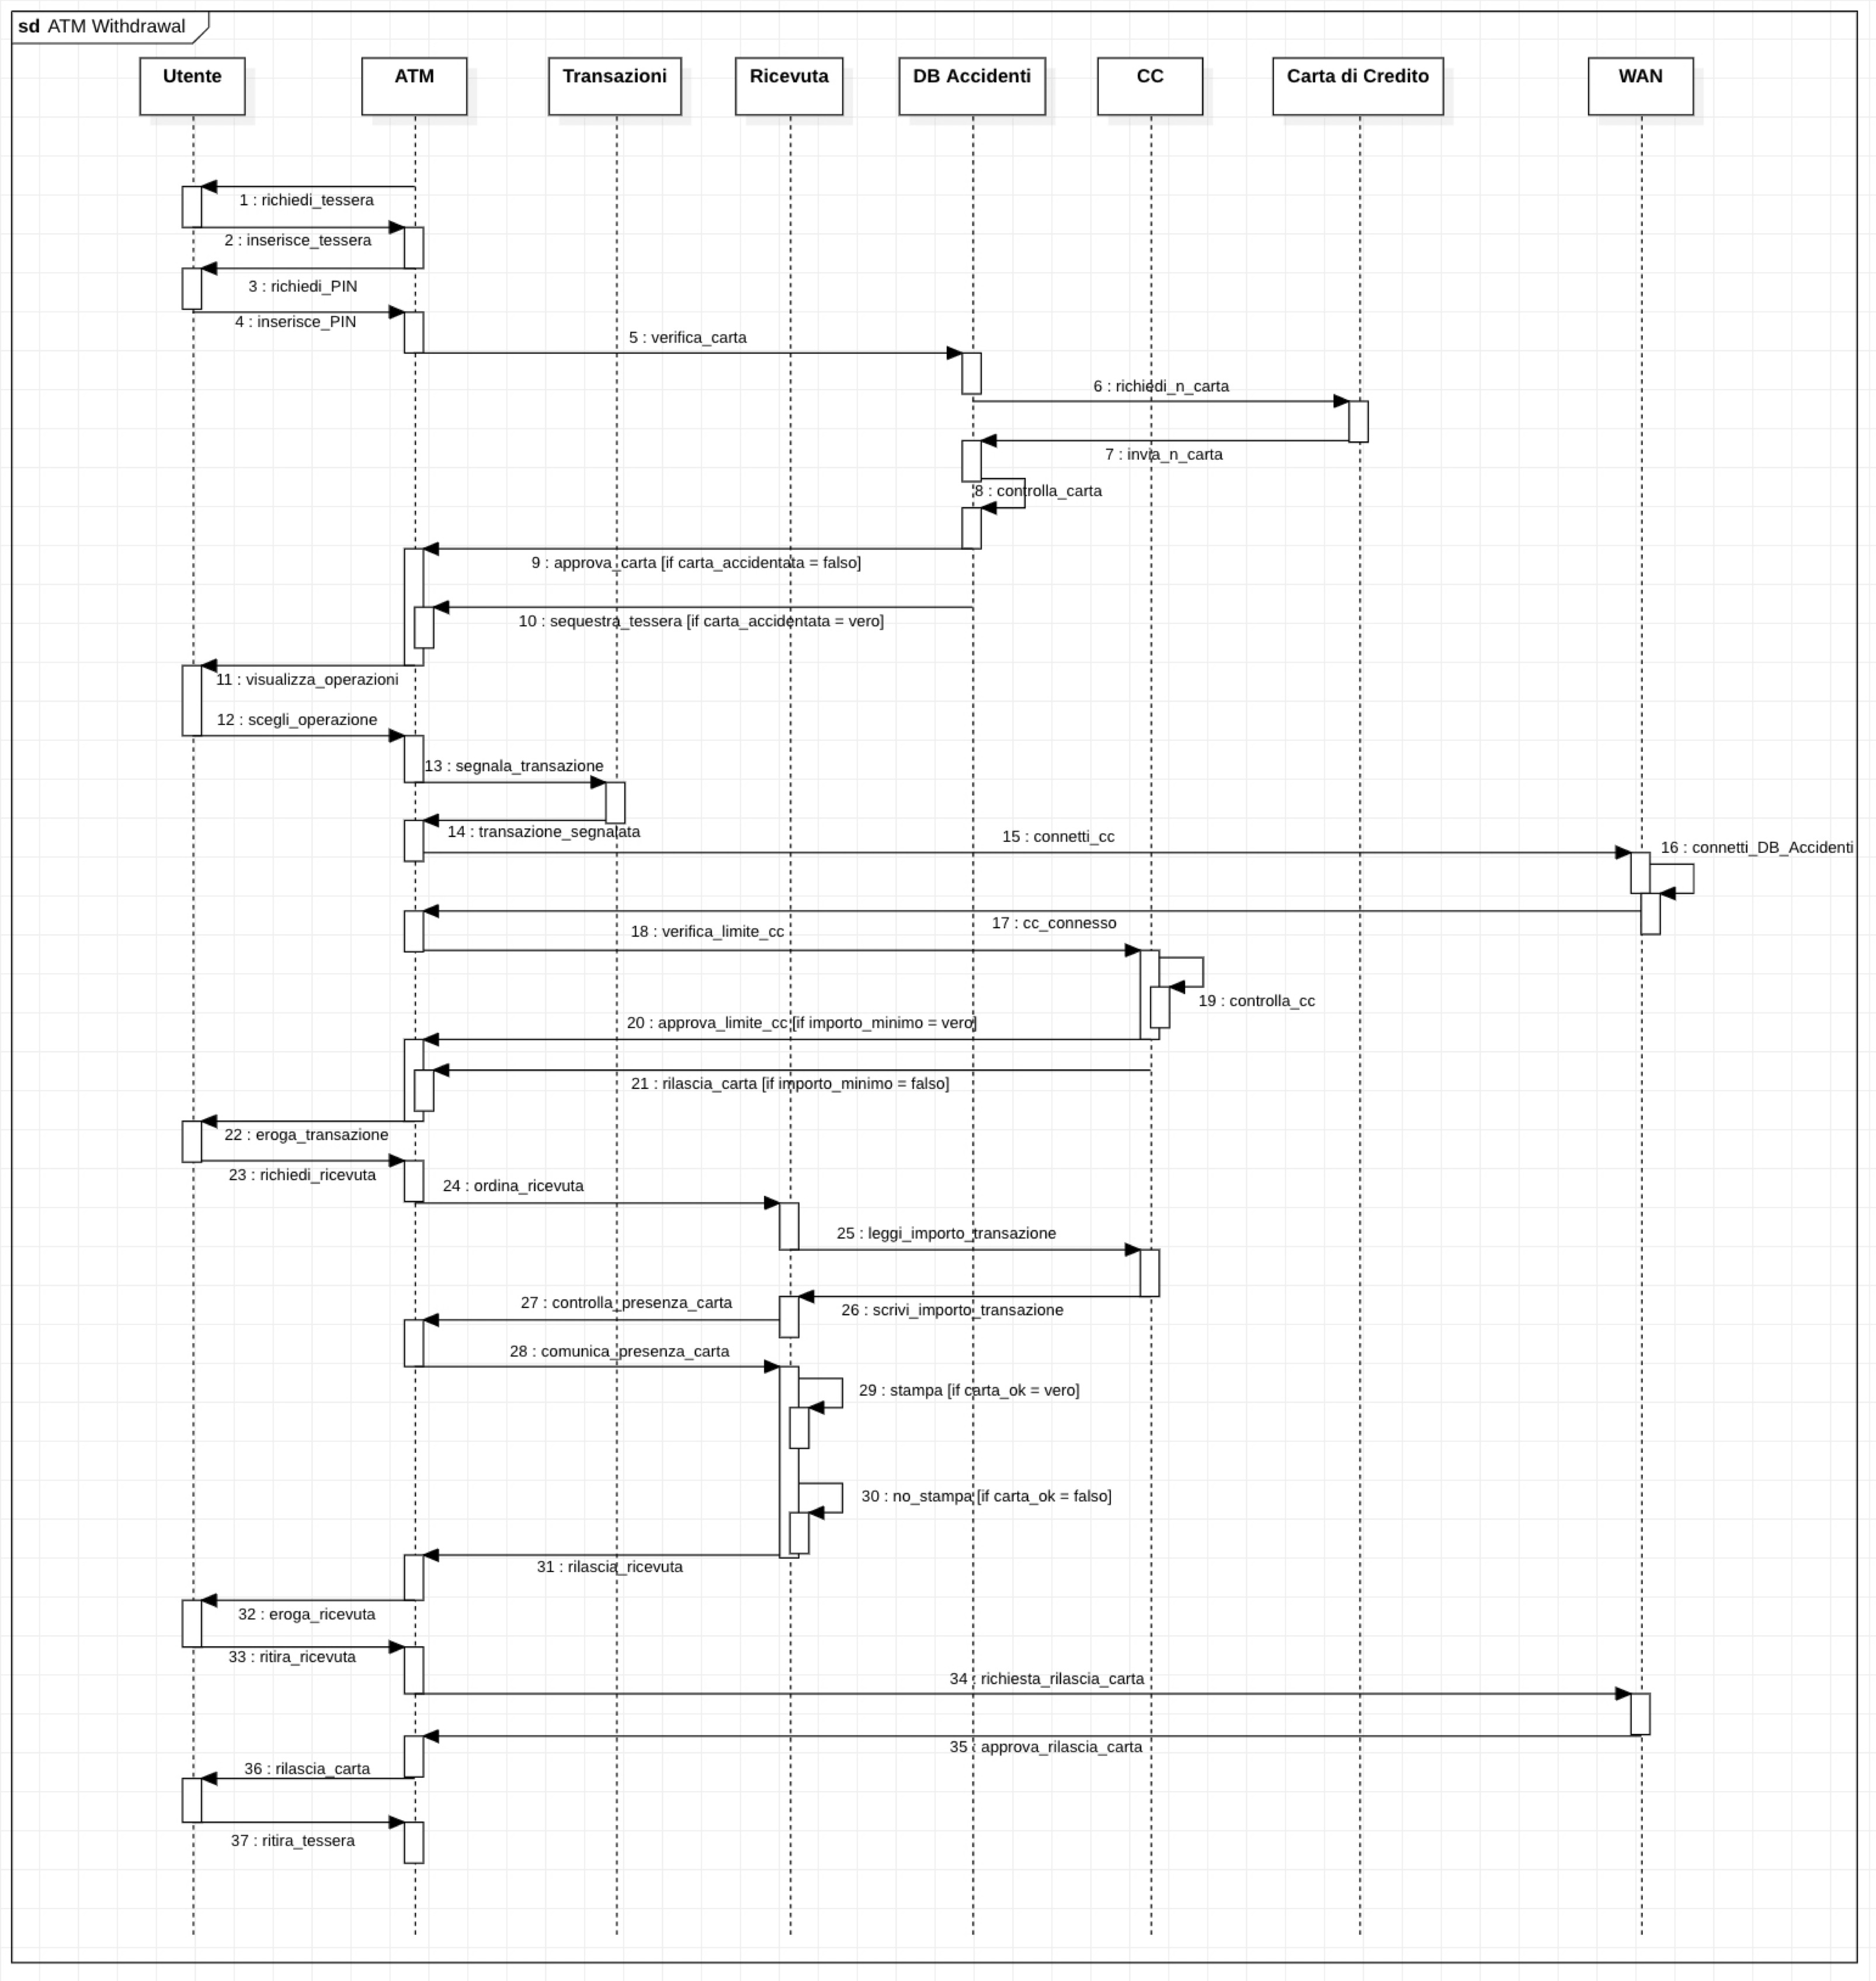 sd ATM Withdrawal
Utente
ATM
Transazioni
Ricevuta
DB Accidenti
CC
Carta di Credito
WAN
1 : richiedi_tessera
2 : inserisce_tessera
3 : richiedi_PIN
4 : inserisce_PIN
5 : verifica_carta
6 : richiedi_n_carta
7 : invia_n_carta
8 : controlla_carta
9 : approva_carta [if carta_accidentata = falso]
10 : sequestra_tessera [if carta_accidentata = vero]
11 : visualizza_operazioni
12 : scegli_operazione
13 : segnala_transazione
14 : transazione_segnalata
15 : connetti_cc
16 : connetti_DB_Accidenti
17 : cc_connesso
18 : verifica_limite_cc
19 : controlla_cc
20 : approva_limite_cc [if importo_minimo = vero]
21 : rilascia_carta [if importo_minimo = falso]
22 : eroga_transazione
23 : richiedi_ricevuta
24 : ordina_ricevuta
25 : leggi_importo_transazione
26 : scrivi_importo_transazione
27 : controlla_presenza_carta
28 : comunica_presenza_carta
29 : stampa [if carta_ok = vero]
30 : no_stampa [if carta_ok = falso]
31 : rilascia_ricevuta
32 : eroga_ricevuta
33 : ritira_ricevuta
34 : richiesta_rilascia_carta
35 : approva_rilascia_carta
36 : rilascia_carta
37 : ritira_tessera